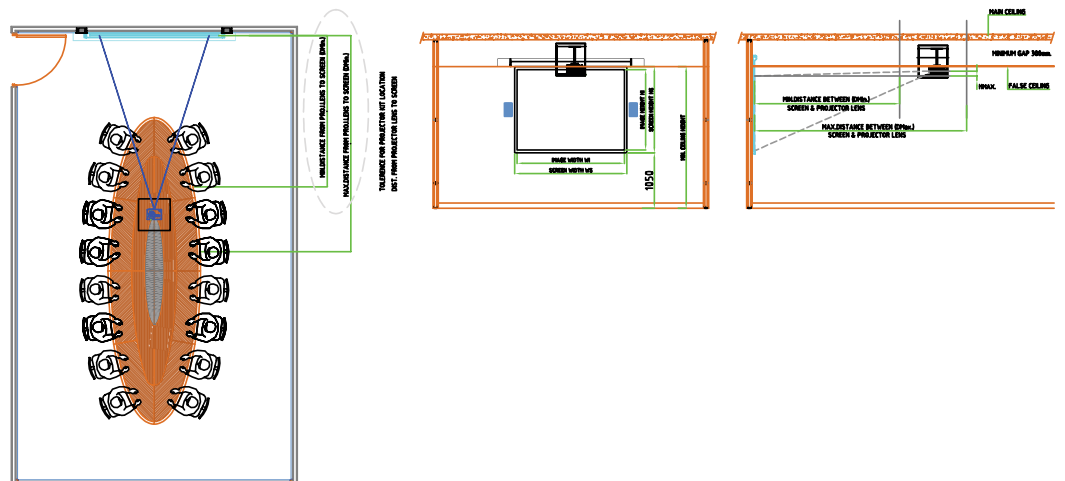 MIN.DISTANCE FROM PROJ.LENS TO SCREEN (DMin.)
MAX.DISTANCE FROM PROJ.LENS TO SCREEN (DMin.)
TOLERENCE FOR PROJECTOR KIT LOCATION
DIST. FROM PROJECTOR LENS TO SCREEN
IMAGE HEIGHT HI
SCREEN HEIGHT HS
CEILING HEIGHT
IMAGE WIDTH WI
SCREEN WIDTH WS
1050
MAIN CEILING
MINIMUM GAP 300mm.
HMAX.
FALSE CEILING
MIN.DISTANCE BETWEEN (DMin.)
SCREEN & PROJECTOR LENS
MAX.DISTANCE BETWEEN (DMax.)
SCREEN & PROJECTOR LENS